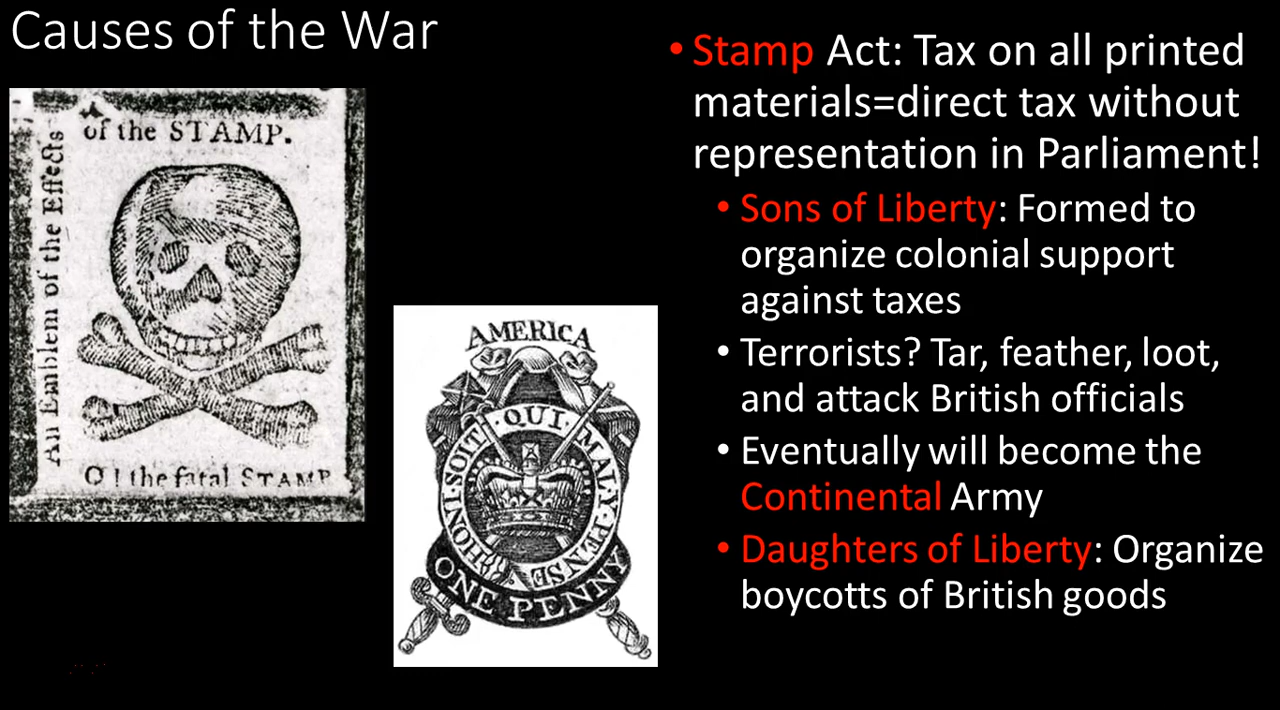 Causes of the War
An Emblem of the Effects
of the STAMP.
O! the fatal STAMP
AMERICA
HONI · SOIT · QUI · MAL · Y · PENSE
ONE PENNY
• Stamp Act: Tax on all printed
materials=direct tax without
representation in Parliament!
• Sons of Liberty: Formed to
organize colonial support
against taxes
• Terrorists? Tar, feather, loot,
and attack British officials
• Eventually will become the
Continental Army
• Daughters of Liberty: Organize
boycotts of British goods